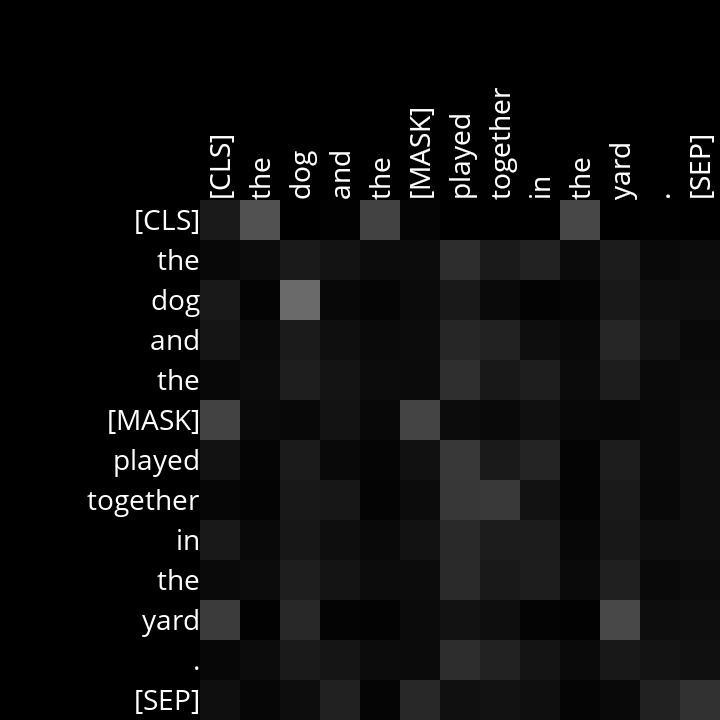 [CLS] the dog and the [MASK] played together in the yard . [SEP]
[CLS]
the
dog
and
the
[MASK]
played
together
in
the
yard
.
[SEP]